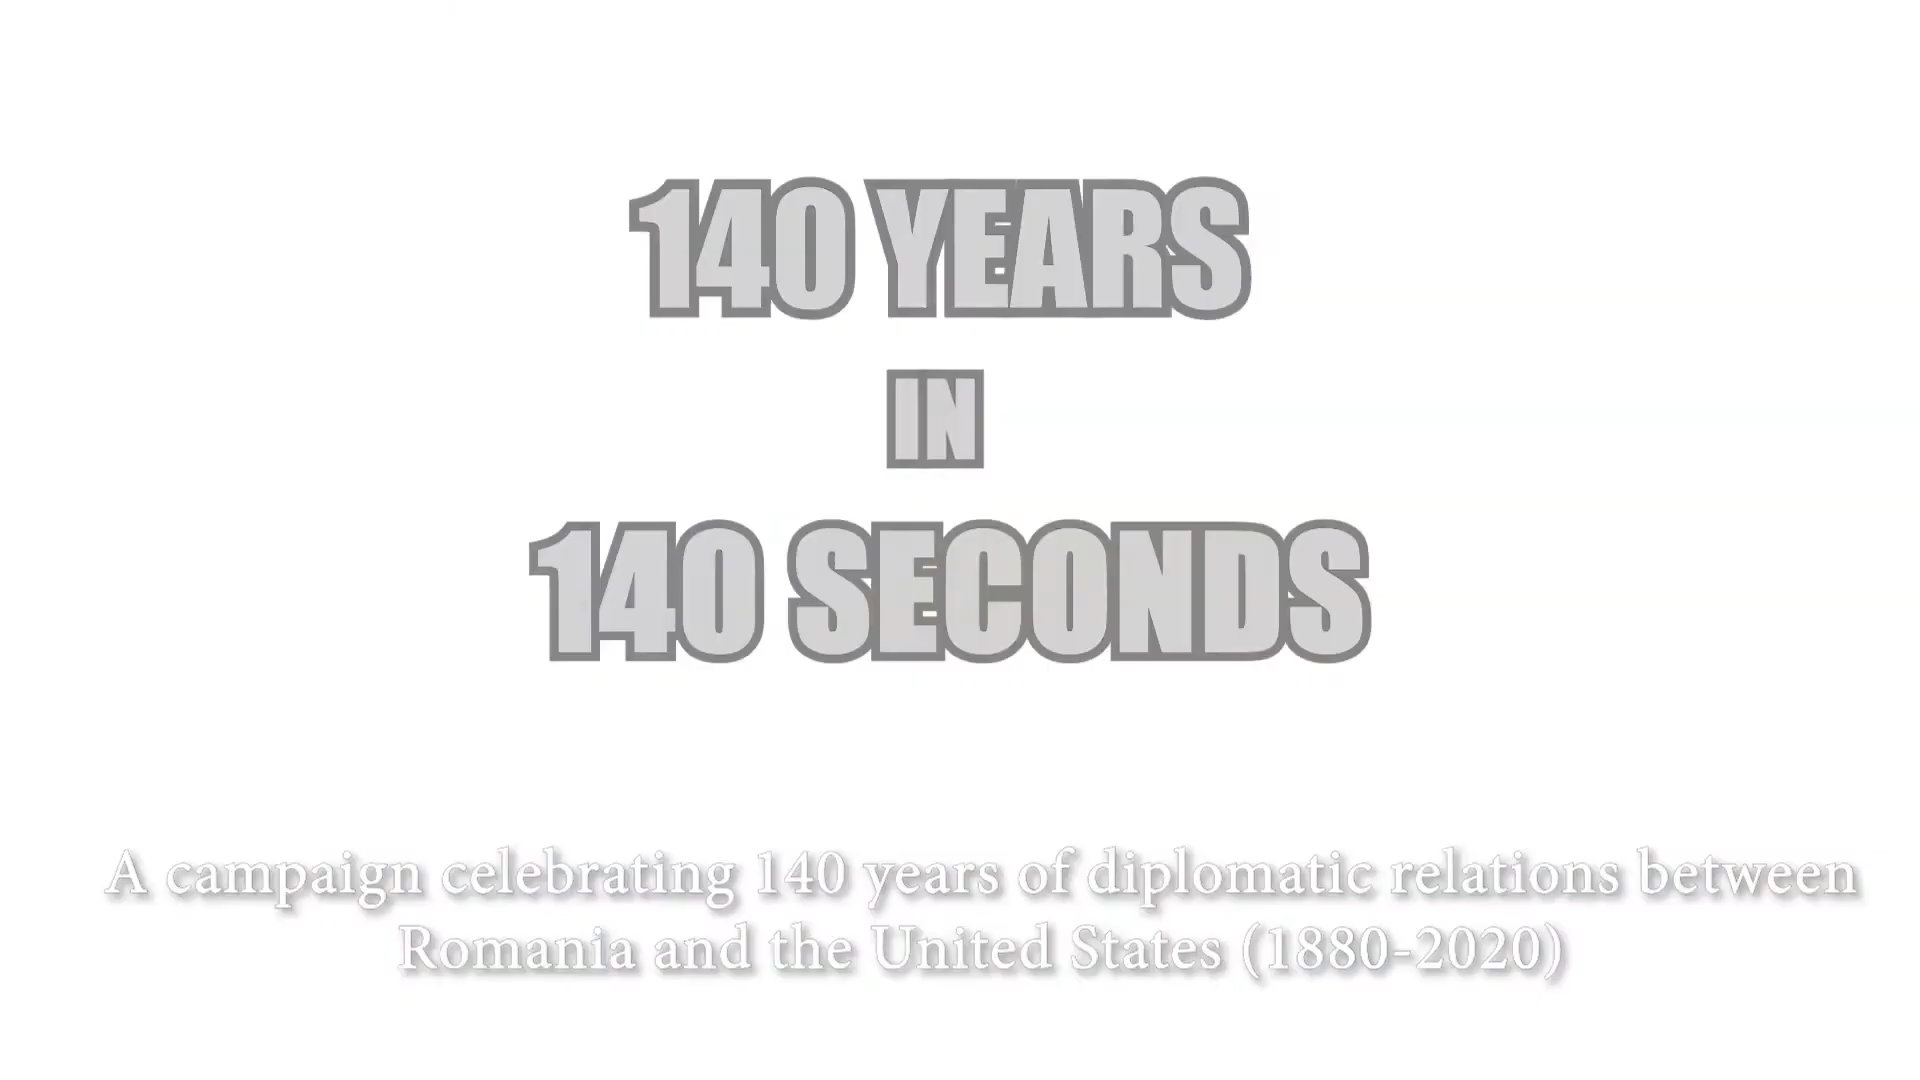 140 YEARS
IN
140 SECONDS
A campaign celebrating 140 years of diplomatic relations between
Romania and the United States (1880-2020)